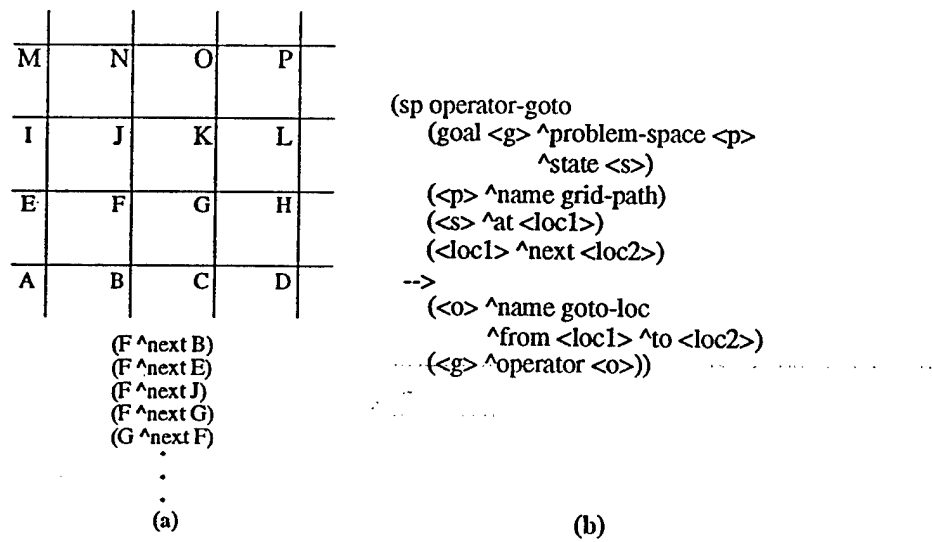 M N O P
I J K L
E F G H
A B C D
(F ^next B)
(F ^next E)
(F ^next J)
(F ^next G)
(G ^next F)
.
.
.
(a)
(sp operator-goto
(goal <g> ^problem-space <p>
^state <s>)
(<p> ^name grid-path)
(<s> ^at <loc1>)
(<loc1> ^next <loc2>)
-->
(<o> ^name goto-loc
^from <loc1> ^to <loc2>)
(<g> ^operator <o>))
(b)